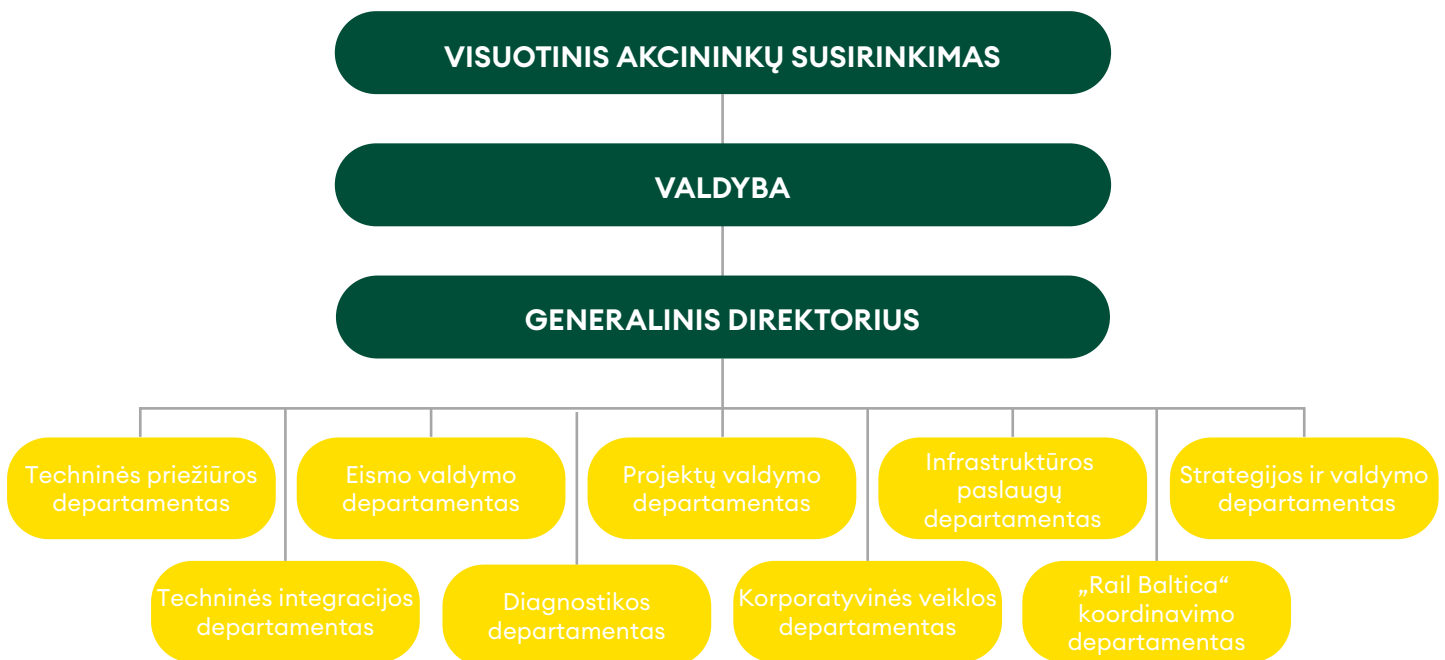 VISUOTINIS AKCININKŲ SUSIRINKIMAS
VALDYBA
GENERALINIS DIREKTORIUS
Techninės priežiūros
departamentas
Eismo valdymo
departamentas
Projektų valdymo
departamentas
Infrastruktūros
paslaugų
departamentas
Strategijos ir valdymo
departamentas
Techninės integracijos
departamentas
Diagnostikos
departamentas
Korporatyvinės veiklos
departamentas
„Rail Baltica“
koordinavimo
departamentas